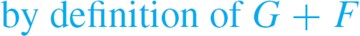 by definition of G + F